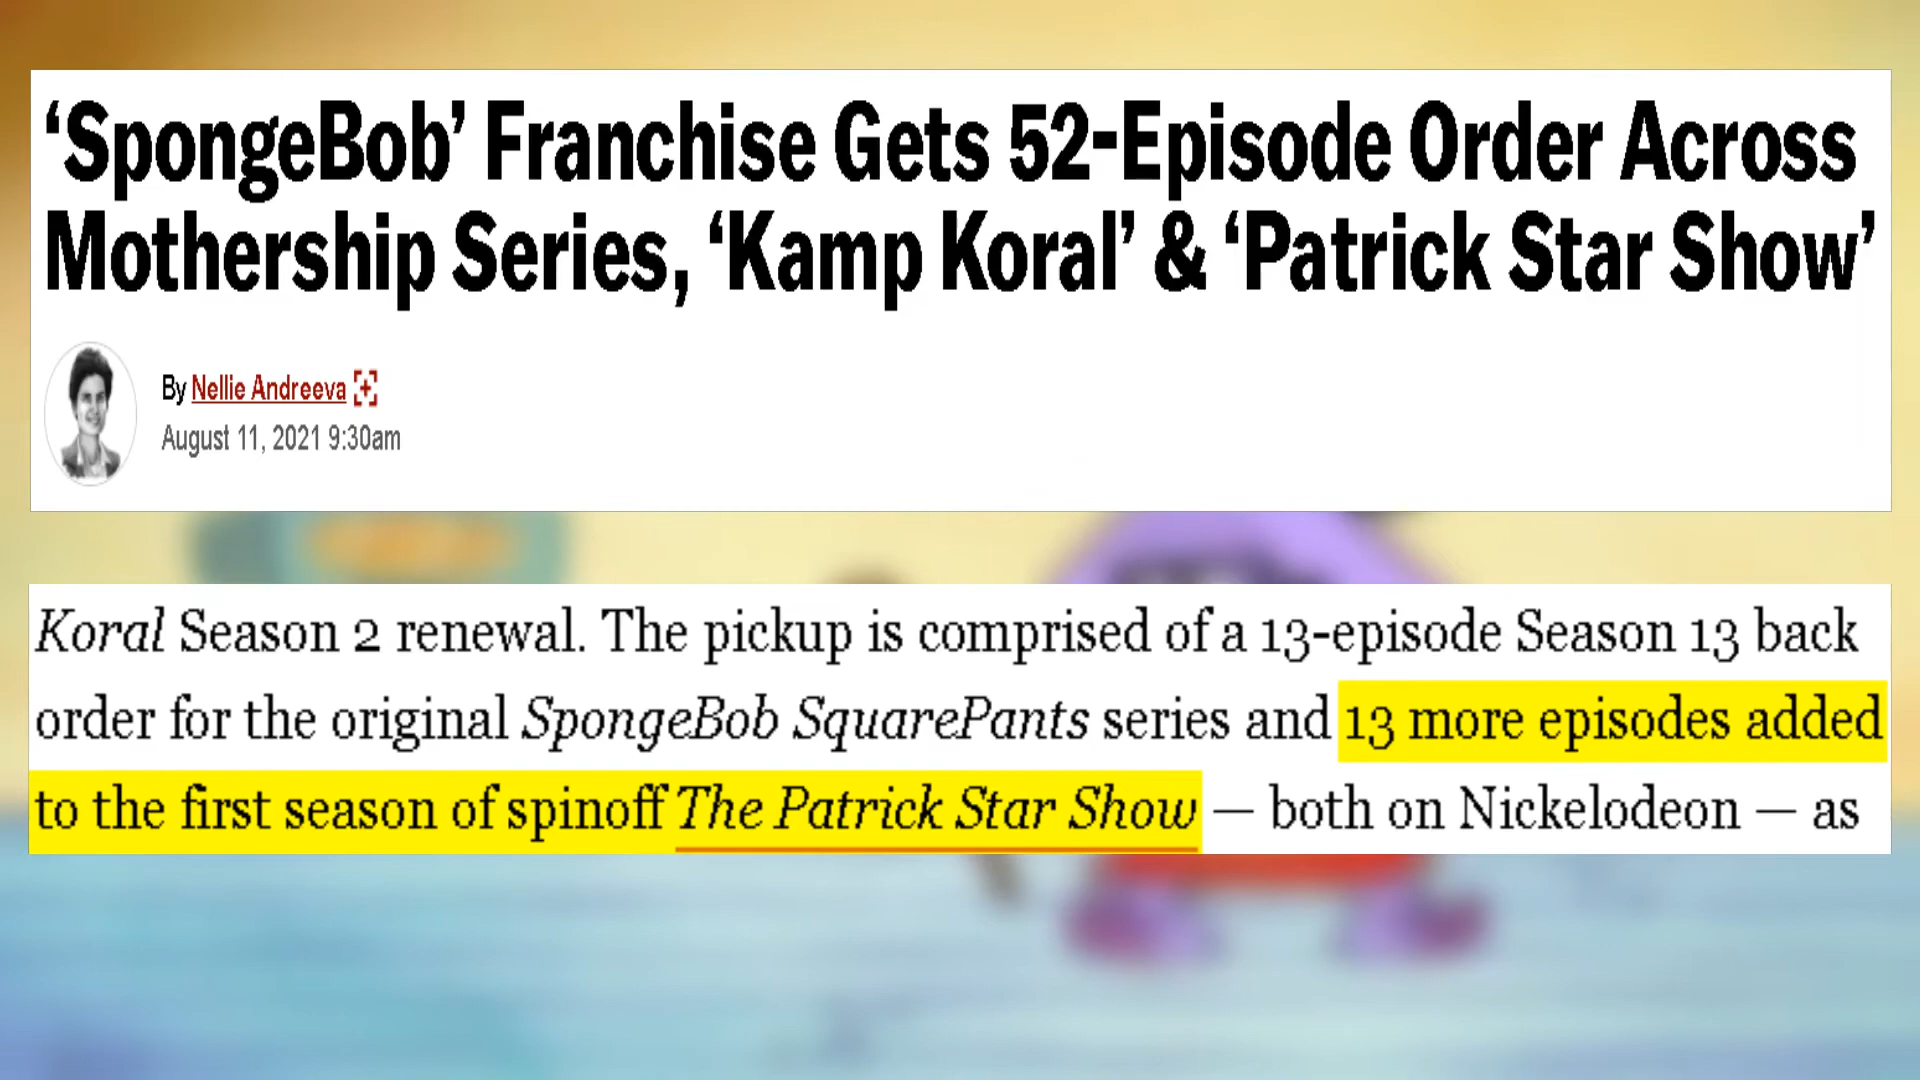 ‘SpongeBob’ Franchise Gets 52-Episode Order Across
Mothership Series, ‘Kamp Koral’ & ‘Patrick Star Show’
By Nellie Andreeva
August 11, 2021 9:30am
Koral Season 2 renewal. The pickup is comprised of a 13-episode Season 13 back
order for the original SpongeBob SquarePants series and 13 more episodes added
to the first season of spinoff The Patrick Star Show — both on Nickelodeon — as